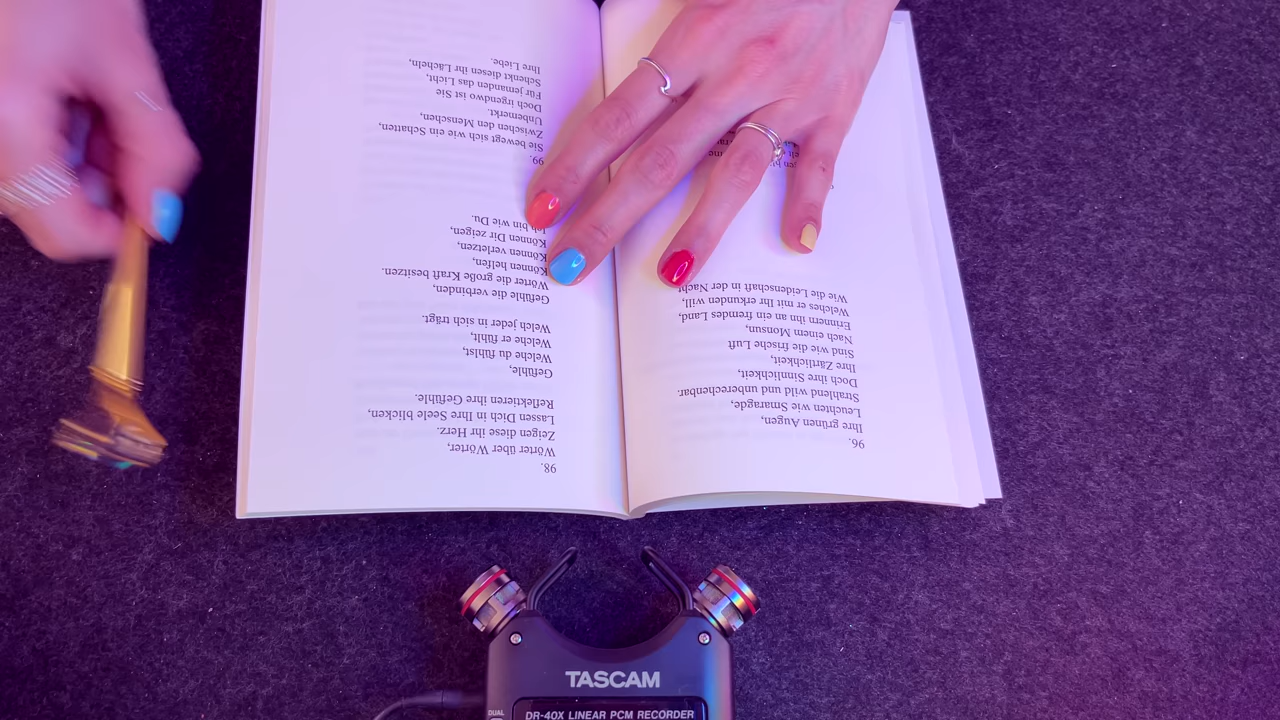 96.
Ihre grünen Augen,
Leuchten wie Smaragde,
Strahlend wild und unberechenbar.
Doch ihre Sinnlichkeit,
Ihre Zärtlichkeit,
Sind wie die frische Luft
Nach einem Monsun,
Erinnern ihn an ein fremdes Land,
Welches er mit Ihr erkunden will,
Wie die Leidenschaft in der Nacht
98.
Wörter über Wörter,
Zeigen diese ihr Herz.
Lassen Dich in Ihre Seele blicken,
Reflektieren ihre Gefühle.
Gefühle,
Welche du fühlst,
Welche er fühlt,
Welch jeder in sich trägt.
Gefühle die verbinden,
Wörter die große Kraft besitzen.
Können helfen,
Können verletzen,
Können Dir zeigen,
Ich bin wie Du.
99.
Sie bewegt sich wie ein Schatten,
Zwischen den Menschen,
Unbemerkt.
Doch irgendwo ist Sie
Für jemanden das Licht,
Schenkt diesen ihr Lächeln,
Ihre Liebe.
TASCAM
DUAL
DR-40X LINEAR PCM RECORDER